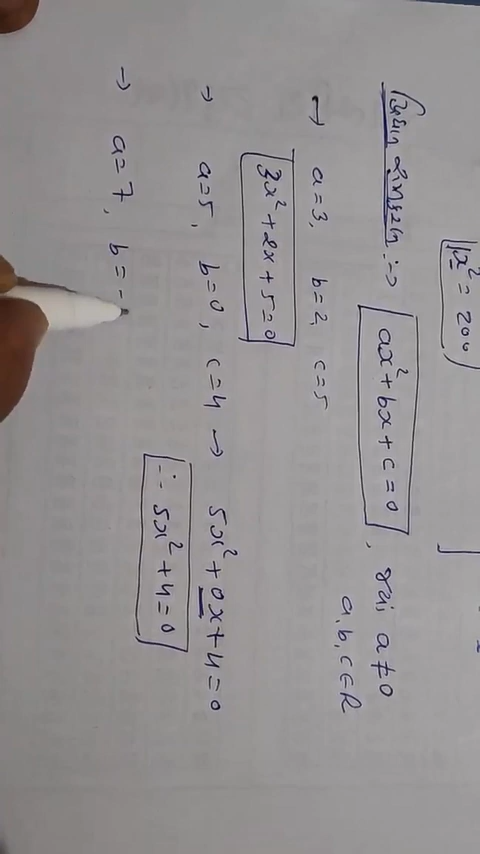 x² = 200
ax² + bx + c = 0, a ≠ 0
a, b, c ∈ R
→ a = 3, b = 2, c = 5
3x² + 2x + 5 = 0
→ a = 5, b = 0, c = 4 → 5x² + 0x + 4 = 0
∴ 5x² + 4 = 0
→ a = 7, b = -